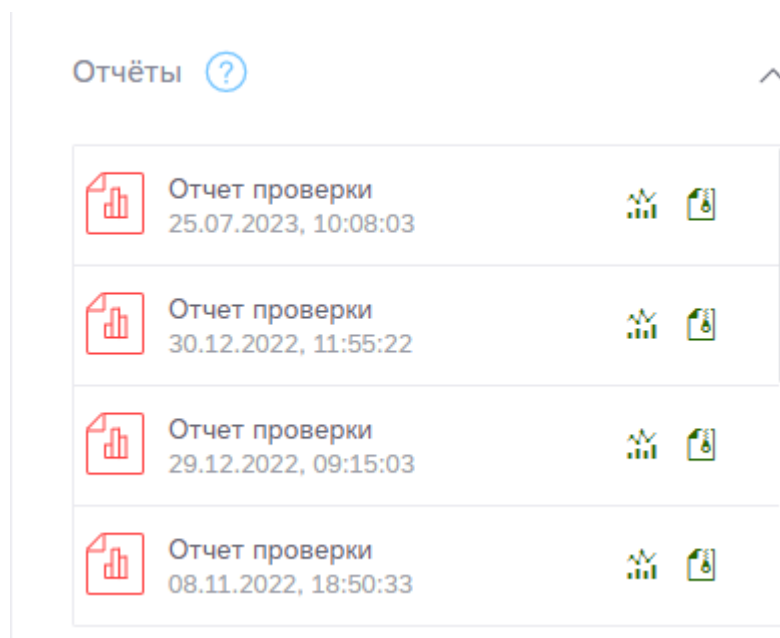 Отчёты ?
Отчет проверки
25.07.2023, 10:08:03
Отчет проверки
30.12.2022, 11:55:22
Отчет проверки
29.12.2022, 09:15:03
Отчет проверки
08.11.2022, 18:50:33